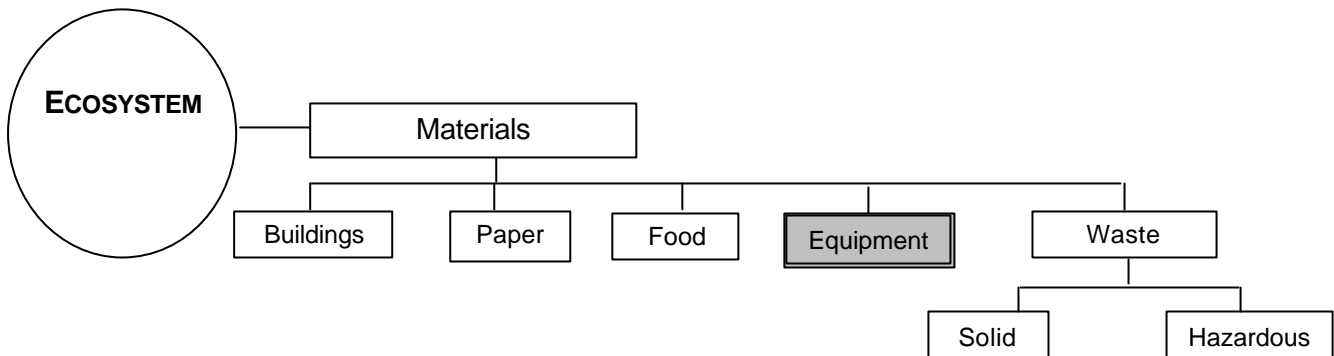 ECOSYSTEM
Materials
Buildings
Paper
Food
Equipment
Waste
Solid
Hazardous